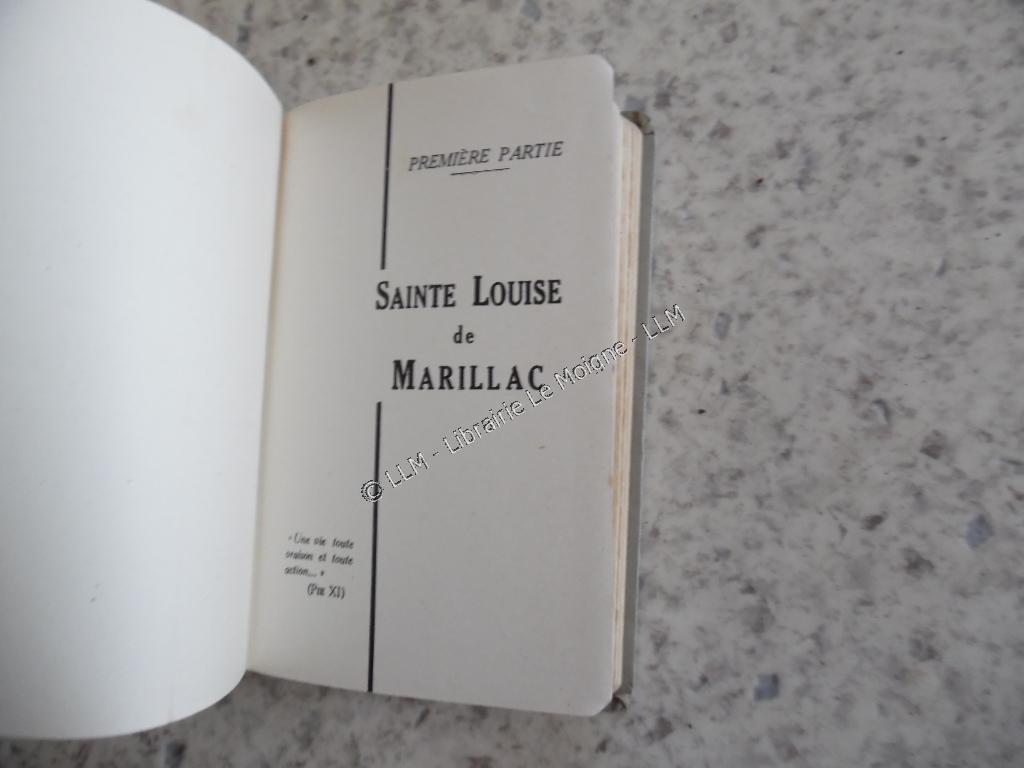 PREMIÈRE PARTIE
SAINTE LOUISE
de
MARILLAC
« Une vie toute
oraison et toute
action... »
(PIE XI)
© LLM - Librairie Le Moigne - LLM